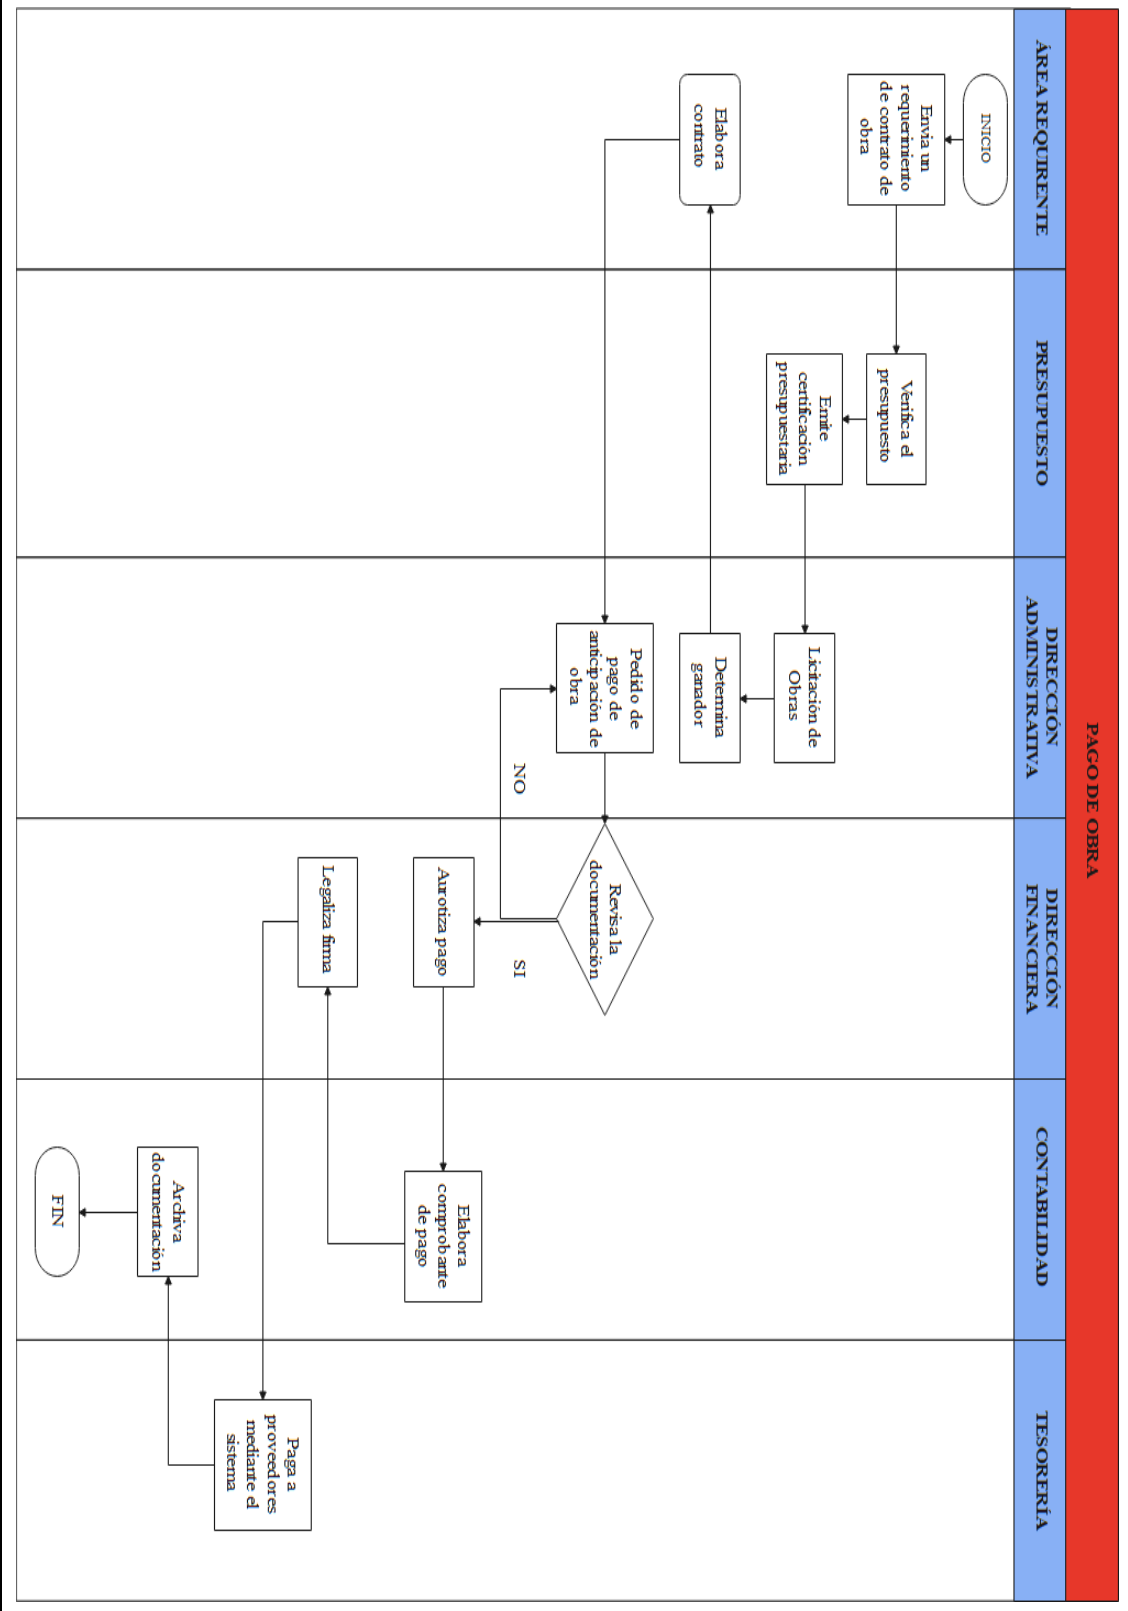 PAGO DE OBRA
ÁREA REQUIRENTE
PRESUPUESTO
DIRECCIÓN
ADMINISTRATIVA
DIRECCIÓN
FINANCIERA
CONTABILIDAD
TESORERÍA
INICIO
Envia un
requerimiento
de contrato de
obra
Verifica el
presupuesto
Emite
certificación
presupuestaria
Licitación de
Obras
Determina
ganador
Elabora
contrato
Pedido de
pago de
anticipación de
obra
Revisa la
documentación
NO
SI
Aurotiza pago
Elabora
comprobante
de pago
Legaliza firma
Paga a
proveedores
mediante el
sistema
Archiva
documentación
FIN